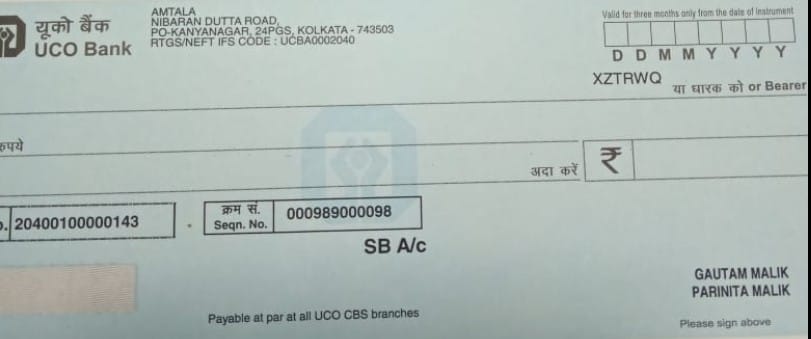 यूको बैंक
UCO Bank
AMTALA
NIBARAN DUTTA ROAD,
PO-KANYANAGAR, 24PGS, KOLKATA - 743503
RTGS/NEFT IFS CODE : UCBA0002040
Valid for three months only from the date of Instrument
D D M M Y Y Y Y
XZTRWQ
या धारक को or Bearer
रुपये
अदा करें ₹
20400100000143
क्रम सं.
Seqn. No. 000989000098
SB A/c
GAUTAM MALIK
PARINITA MALIK
Payable at par at all UCO CBS branches
Please sign above